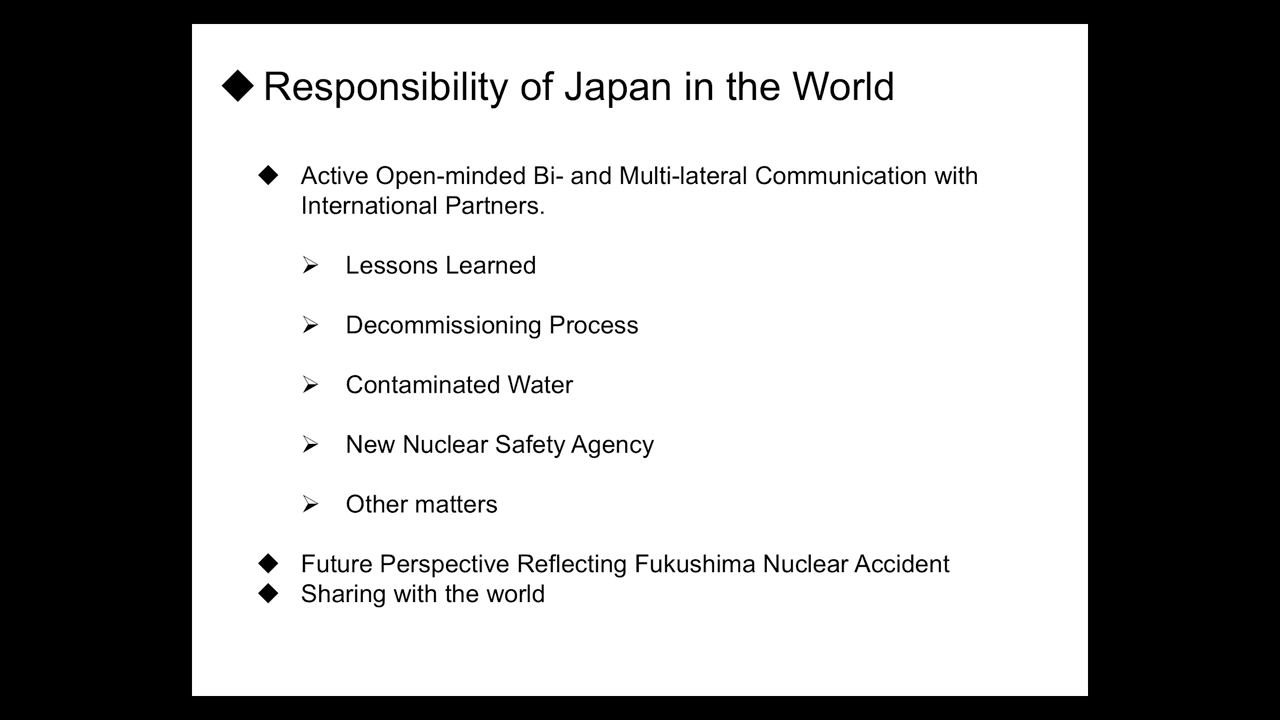 ◆ Responsibility of Japan in the World
◆ Active Open-minded Bi- and Multi-lateral Communication with
International Partners.
➢ Lessons Learned
➢ Decommissioning Process
➢ Contaminated Water
➢ New Nuclear Safety Agency
➢ Other matters
◆ Future Perspective Reflecting Fukushima Nuclear Accident
◆ Sharing with the world